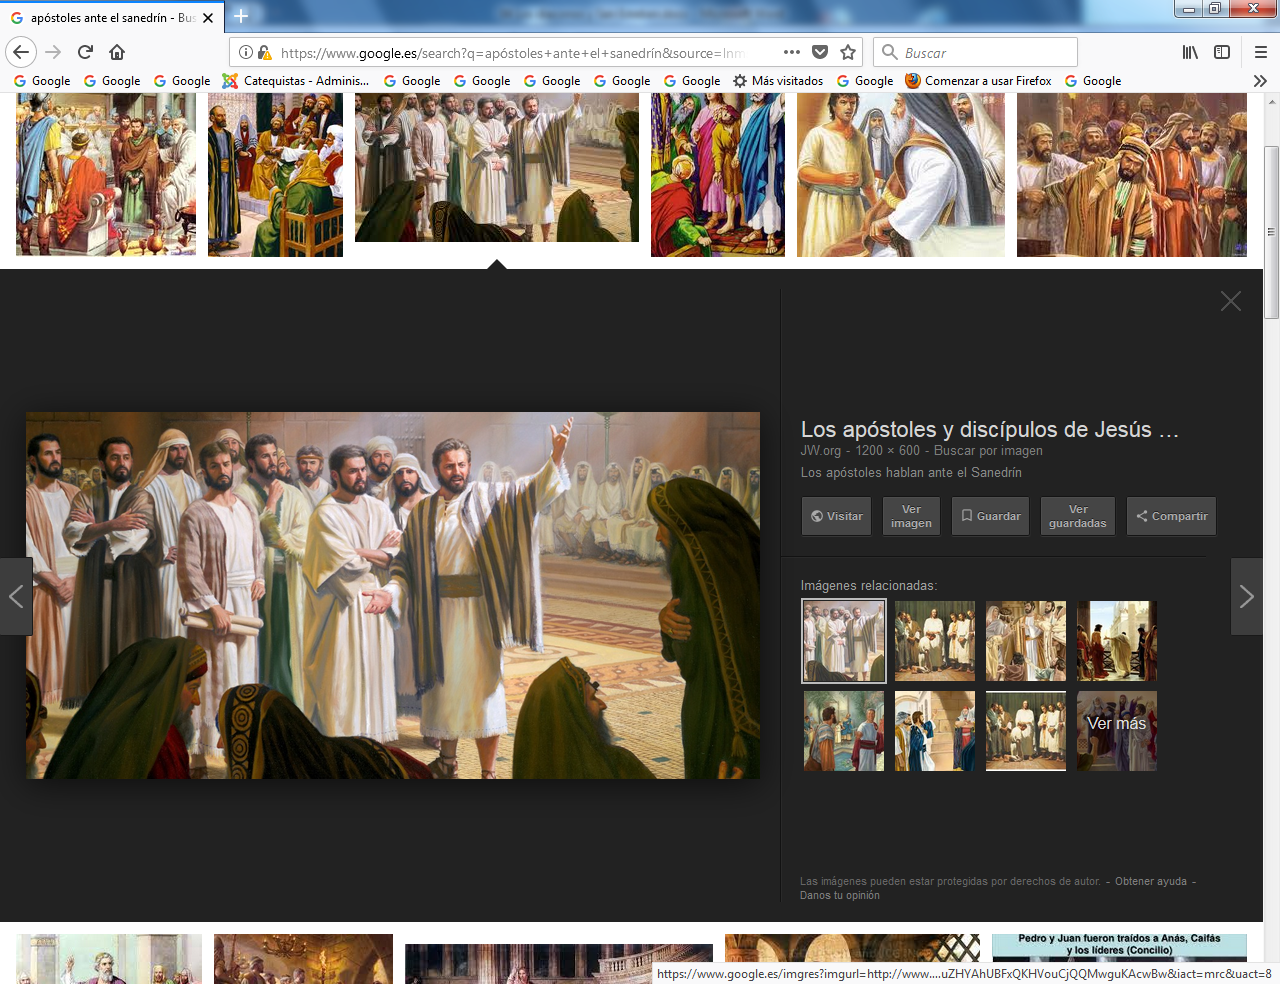 apóstoles ante el sanedrín - Bus
https://www.google.es/search?q=apóstoles+ante+el+sanedrín&source=lnm
Buscar
Google
Google
Google
Catequistas - Adminis...
Google
Google
Google
Google
Google
Más visitados
Google
Comenzar a usar Firefox
Google
Los apóstoles y discípulos de Jesús ...
JW.org - 1200 × 600 - Buscar por imagen
Los apóstoles hablan ante el Sanedrín
Visitar
Ver
imagen
Guardar
Ver
guardadas
Compartir
Imágenes relacionadas:
Ver más
Las imágenes pueden estar protegidas por derechos de autor. - Obtener ayuda -
Danos tu opinión
Pedro y Juan fueron traídos a Anás, Caifás
y los líderes (Concilio)
https://www.google.es/imgres?imgurl=http://www....uZHYAhUBFxQKHVouCjQQMwguKAcwBw&iact=mrc&uact=8